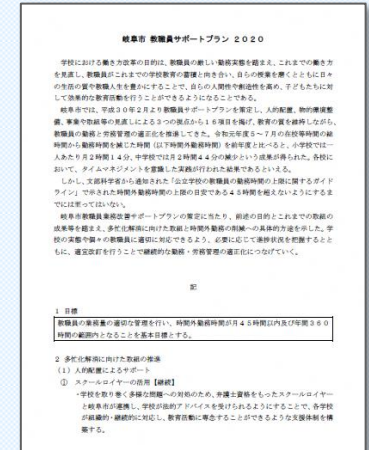 岐阜市 教職員サポートプラン 2020
学校における働き方改革の目的は、教職員の厳しい勤務実態を踏まえ、これまでの働き方
を見直し、教職員がこれまでの学校教育の蓄積と向き合い、自らの授業を磨くとともに日々
の生活の質や教職人生を豊かにすることで、自らの人間性や創造性を高め、子どもたちに対
して効果的な教育活動を行うことができるようになることである。
岐阜市では、平成30年2月より教職員サポートプランを策定し、人的配置、物的環境整
備、事業や取組等の見直しによる3つの視点から16項目を掲げ、教育の質を維持しながら、
教職員の勤務と労務管理の適正化を推進してきた。令和元年度5～7月の在校等時間の総
時間から勤務時間を減じた時間（以下時間外勤務時間）を前年度と比べると、小学校では一
人あたり月2時間14分、中学校では月2時間44分の減少という成果が得られた。各校に
おいて、タイムマネジメントを意識した実践が行われた結果であるといえる。
しかし、文部科学省から通知された「公立学校の教職員の勤務時間の上限に関するガイド
ライン」で示された時間外勤務時間の上限の目安である45時間を超えないようにするま
でには至ってはいない。
岐阜市教職員業務改善サポートプランの策定に当たり、前述の目的とこれまでの取組の
成果等を踏まえ、多忙化解消に向けた取組と時間外勤務の削減への具体的方途を示した。学
校の実態や個々の教職員に適切に対応できるよう、必要に応じて進捗状況を把握するとと
もに、適宜改訂を行うことで継続的な勤務・労務管理の適正化につなげていく。
記
1 目標
教職員の業務量の適切な管理を行い、時間外勤務時間が月45時間以内及び年間360
時間の範囲内となることを基本目標とする。
2 多忙化解消に向けた取組の推進
（1）人的配置によるサポート
① スクールロイヤーの活用【継続】
・学校を取り巻く多様な問題への対処のため、弁護士資格をもったスクールロイヤー
と岐阜市が連携し、学校が法的アドバイスを受けられるようにすることで、各学校
が組織的・継続的に対応し、教育活動に専念することができるような支援体制を構
築する。